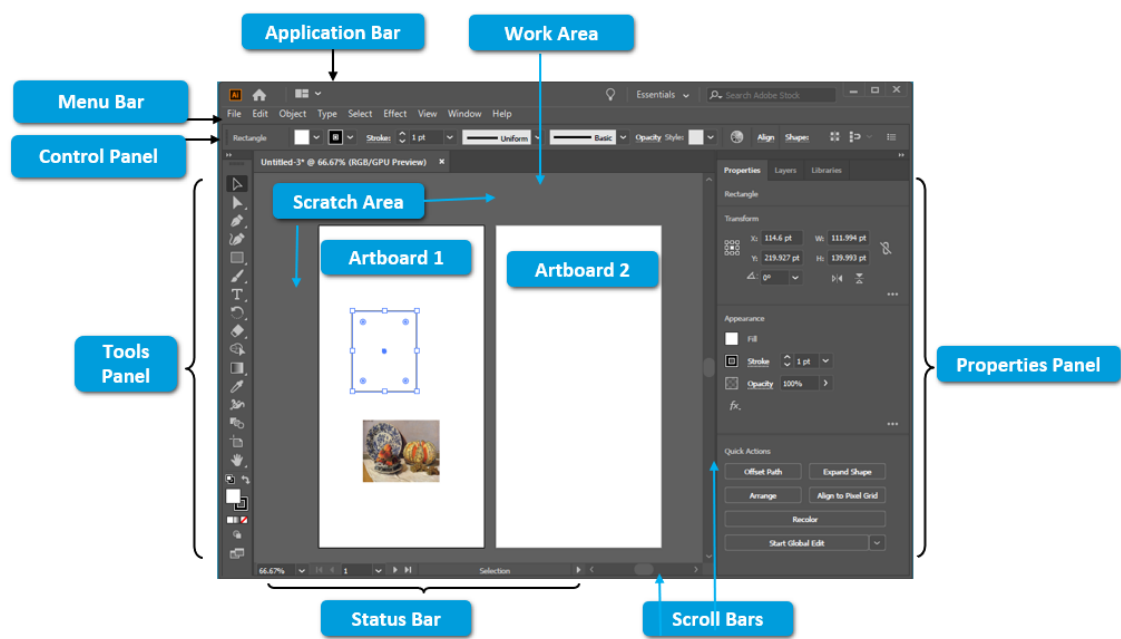 Application Bar
Work Area
Menu Bar
Control Panel
Ai
Essentials
Search Adobe Stock
File Edit Object Type Select Effect View Window Help
Rectangle
Stroke: 1 pt
Uniform
Basic
Opacity Style:
Align Shape:
Untitled-3* @ 66.67% (RGB/GPU Preview) ×
Scratch Area
Artboard 1
Artboard 2
Tools
Panel
Properties Layers Libraries
Rectangle
Transform
X: 114.6 pt W: 111.994 pt
Y: 219.927 pt H: 139.993 pt
0°
Appearance
Fill
Stroke 1 pt
Opacity 100%
fx.
Quick Actions
Offset Path Expand Shape
Arrange Align to Pixel Grid
Recolor
Start Global Edit
Properties Panel
66.67% 1 Selection
Status Bar
Scroll Bars